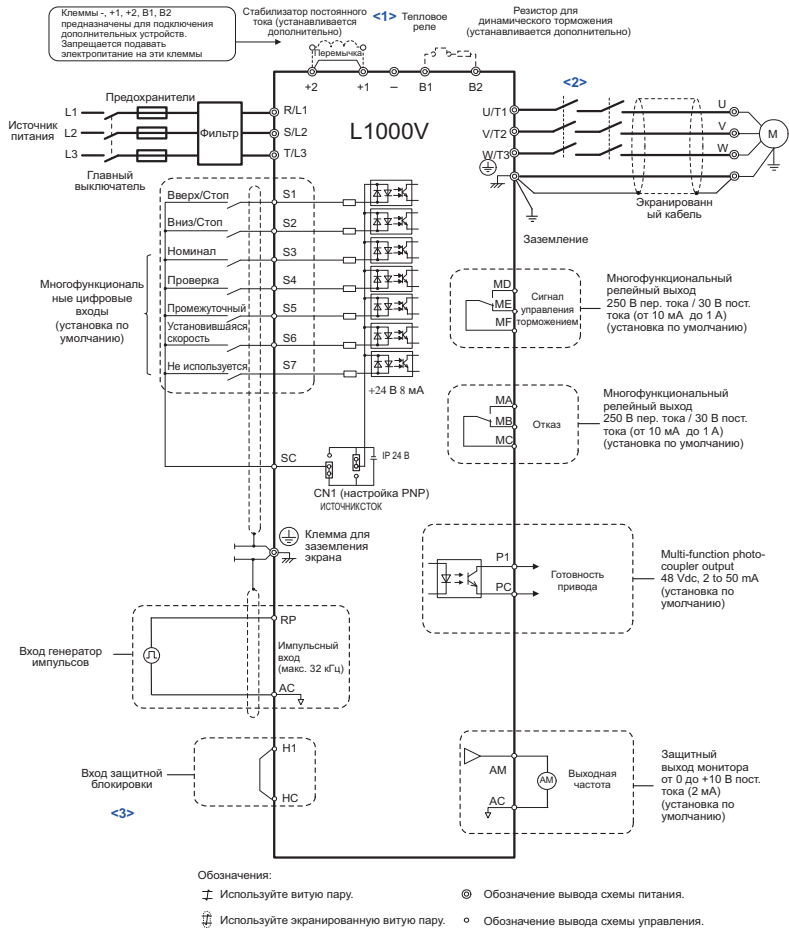 Клеммы -, +1, +2, B1, B2
предназначены для подключения
дополнительных устройств.
Запрещается подавать
электропитание на эти клеммы
Стабилизатор постоянного
тока (устанавливается
дополнительно)
<1>
Тепловое
реле
Резистор для
динамического торможения
(устанавливается дополнительно)
Перемычка
+2
+1
–
B1
B2
<2>
Предохранители
L1
L2
L3
Источник
питания
Фильтр
Главный
выключатель
R/L1
S/L2
T/L3
L1000V
U/T1
V/T2
W/T3
U
V
W
M
Экранированн
ый кабель
Заземление
Вверх/Стоп
S1
Вниз/Стоп
S2
Номинал
S3
Проверка
S4
Промежуточный
S5
Установившаяся
скорость
S6
Не используется
S7
Многофункциональ
ные цифровые
входы
(установка по
умолчанию)
+24 В 8 мА
SC
IP 24 В
CN1 (настройка PNP)
ИСТОЧНИКСТОК
Клемма для
заземления
экрана
MD
ME
MF
Сигнал
управления
торможением
Многофункциональный
релейный выход
250 В пер. тока / 30 В пост.
тока (от 10 мА до 1 А)
(установка по умолчанию)
MA
MB
MC
Отказ
Многофункциональный
релейный выход
250 В пер. тока / 30 В пост.
тока (от 10 мА до 1 А)
(установка по умолчанию)
P1
PC
Готовность
привода
Multi-function photo-
coupler output
48 Vdc, 2 to 50 mA
(установка по
умолчанию)
Вход генератор
импульсов
RP
Импульсный
вход
(макс. 32 кГц)
AC
Вход защитной
блокировки
<3>
H1
HC
AM
AM
AC
Выходная
частота
Защитный
выход монитора
от 0 до +10 В пост.
тока (2 мА)
(установка по
умолчанию)
Обозначения:
Используйте витую пару.
Обозначение вывода схемы питания.
Используйте экранированную витую пару.
Обозначение вывода схемы управления.